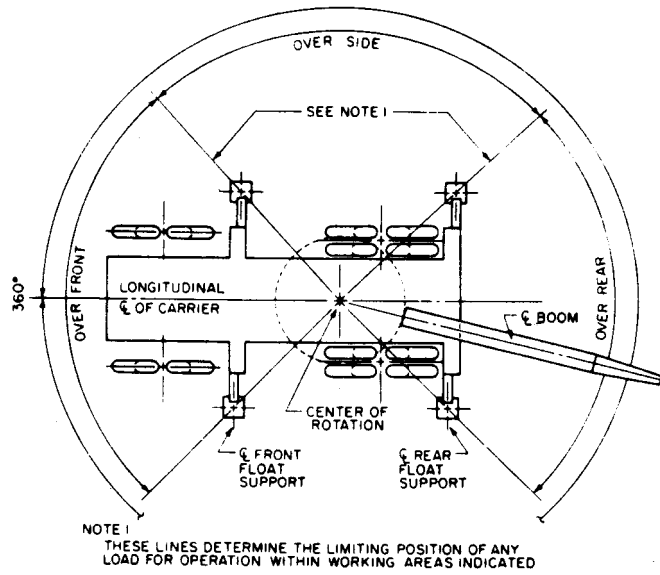 OVER SIDE
SEE NOTE 1
OVER FRONT
360°
LONGITUDINAL
℄ OF CARRIER
℄ BOOM
OVER REAR
CENTER OF
ROTATION
℄ FRONT
FLOAT
SUPPORT
℄ REAR
FLOAT
SUPPORT
NOTE 1
THESE LINES DETERMINE THE LIMITING POSITION OF ANY
LOAD FOR OPERATION WITHIN WORKING AREAS INDICATED